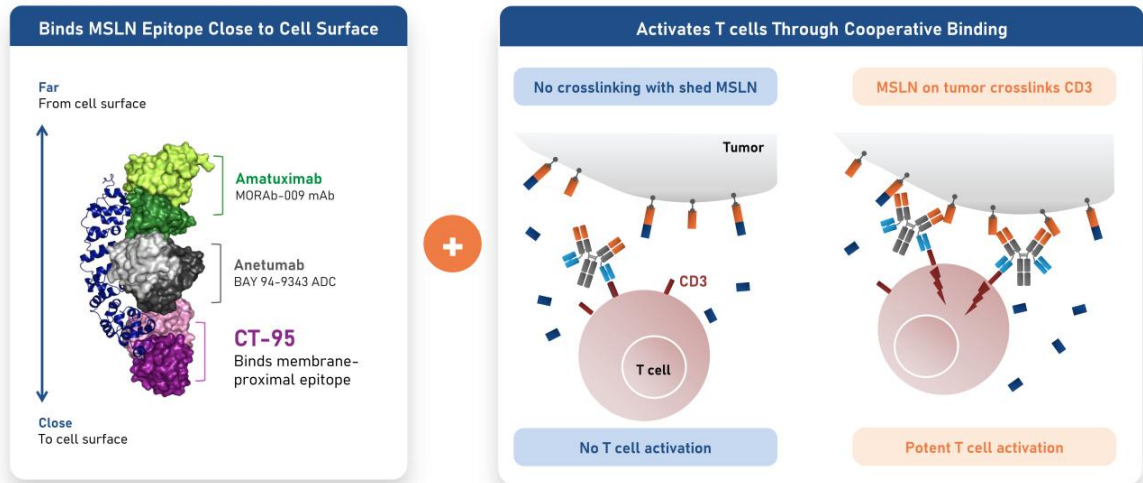 Binds MSLN Epitope Close to Cell Surface
Far
From cell surface
Amatuximab
MORAb-009 mAb
Anetumab
BAY 94-9343 ADC
CT-95
Binds membrane-
proximal epitope
Close
To cell surface
+
Activates T cells Through Cooperative Binding
No crosslinking with shed MSLN
Tumor
CD3
T cell
No T cell activation
MSLN on tumor crosslinks CD3
Potent T cell activation